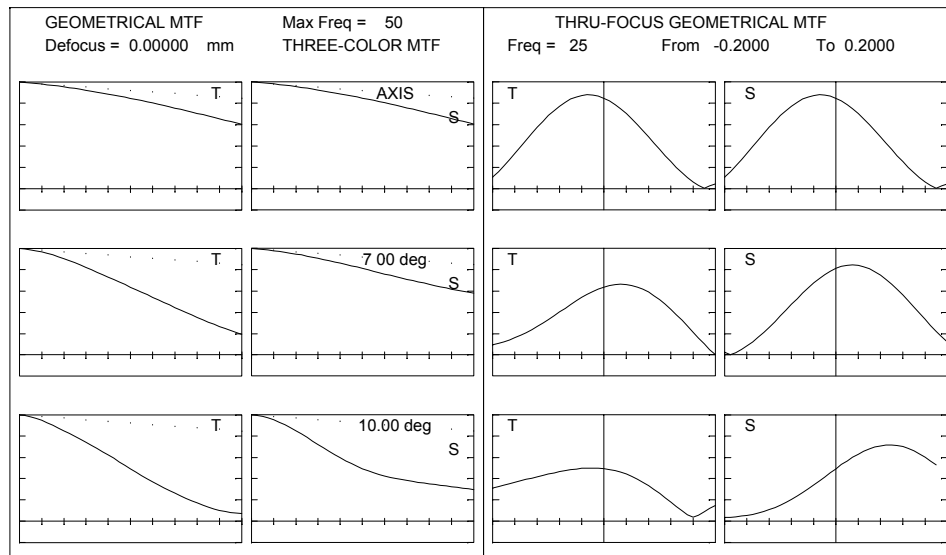 GEOMETRICAL MTF Max Freq = 50 THRU-FOCUS GEOMETRICAL MTF
Defocus = 0.00000 mm THREE-COLOR MTF Freq = 25 From -0.2000 To 0.2000
T AXIS T S
S
T 7 00 deg T S
S
T 10.00 deg T S
S